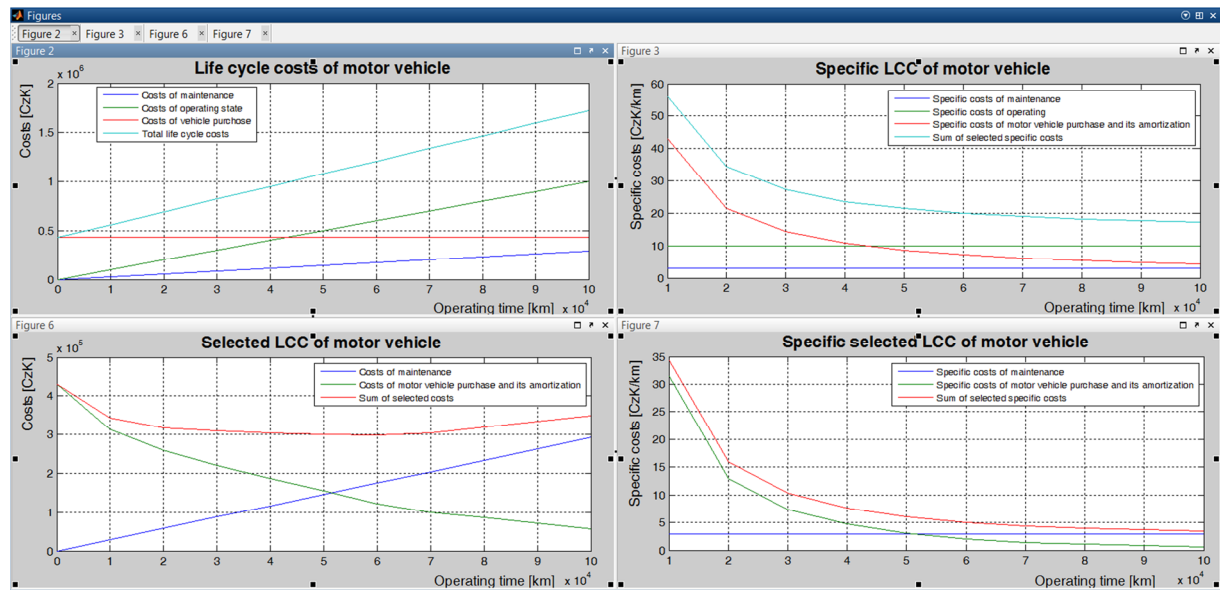 Figures
Figure 2 × Figure 3 × Figure 6 × Figure 7 ×
Figure 2
Life cycle costs of motor vehicle
x 10^6
Costs [CzK]
2
1.5
1
0.5
0
Costs of maintenance
Costs of operating state
Costs of vehicle purchose
Total life cycle costs
0 1 2 3 4 5 6 7 8 9 10
Operating time [km] x 10^4
Figure 3
Specific LCC of motor vehicle
Specific costs [CzK/km]
60
50
40
30
20
10
0
Specific costs of maintenance
Specific costs of operating
Specific costs of motor vehicle purchase and its amortization
Sum of selected specific costs
1 2 3 4 5 6 7 8 9 10
Operating time [km] x 10^4
Figure 6
Selected LCC of motor vehicle
x 10^5
Costs [CzK]
5
4
3
2
1
0
Costs of maintenance
Costs of motor vehicle purchase and its amortization
Sum of selected costs
0 1 2 3 4 5 6 7 8 9 10
Operating time [km] x 10^4
Figure 7
Specific selected LCC of motor vehicle
Specific costs [CzK/km]
35
30
25
20
15
10
5
0
Specific costs of maintenance
Specific costs of motor vehicle purchase and its amortization
Sum of selected specific costs
1 2 3 4 5 6 7 8 9 10
Operating time [km] x 10^4